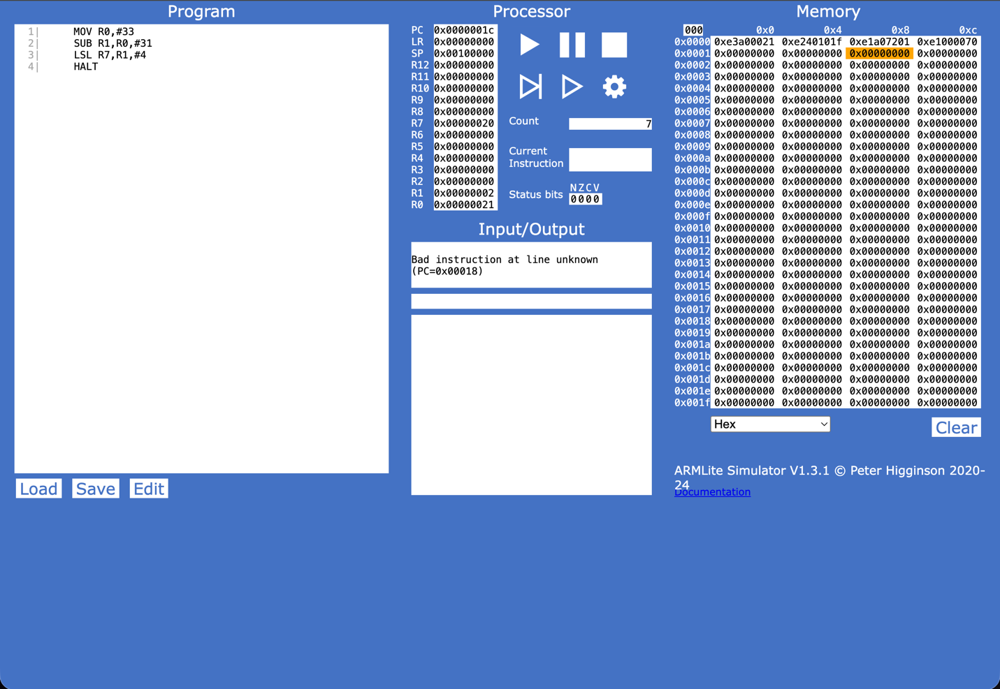 Program
1| MOV R0,#33
2| SUB R1,R0,#31
3| LSL R7,R1,#4
4| HALT
Load Save Edit
Processor
PC 0x0000001c
LR 0x00000000
SP 0x00100000
R12 0x00000000
R11 0x00000000
R10 0x00000000
R9 0x00000000
R8 0x00000000
R7 0x00000020
R6 0x00000000
R5 0x00000000
R4 0x00000000
R3 0x00000000
R2 0x00000000
R1 0x00000002
R0 0x00000021
Count 7
Current
Instruction
NZCV
Status bits 0000
Input/Output
Bad instruction at line unknown
(PC=0x00018)
Memory
000 0x0 0x4 0x8 0xc
0x0000 0xe3a00021 0xe240101f 0xe1a07201 0xe1000070
0x0001 0x00000000 0x00000000 0x00000000 0x00000000
0x0002 0x00000000 0x00000000 0x00000000 0x00000000
0x0003 0x00000000 0x00000000 0x00000000 0x00000000
0x0004 0x00000000 0x00000000 0x00000000 0x00000000
0x0005 0x00000000 0x00000000 0x00000000 0x00000000
0x0006 0x00000000 0x00000000 0x00000000 0x00000000
0x0007 0x00000000 0x00000000 0x00000000 0x00000000
0x0008 0x00000000 0x00000000 0x00000000 0x00000000
0x0009 0x00000000 0x00000000 0x00000000 0x00000000
0x000a 0x00000000 0x00000000 0x00000000 0x00000000
0x000b 0x00000000 0x00000000 0x00000000 0x00000000
0x000c 0x00000000 0x00000000 0x00000000 0x00000000
0x000d 0x00000000 0x00000000 0x00000000 0x00000000
0x000e 0x00000000 0x00000000 0x00000000 0x00000000
0x000f 0x00000000 0x00000000 0x00000000 0x00000000
0x0010 0x00000000 0x00000000 0x00000000 0x00000000
0x0011 0x00000000 0x00000000 0x00000000 0x00000000
0x0012 0x00000000 0x00000000 0x00000000 0x00000000
0x0013 0x00000000 0x00000000 0x00000000 0x00000000
0x0014 0x00000000 0x00000000 0x00000000 0x00000000
0x0015 0x00000000 0x00000000 0x00000000 0x00000000
0x0016 0x00000000 0x00000000 0x00000000 0x00000000
0x0017 0x00000000 0x00000000 0x00000000 0x00000000
0x0018 0x00000000 0x00000000 0x00000000 0x00000000
0x0019 0x00000000 0x00000000 0x00000000 0x00000000
0x001a 0x00000000 0x00000000 0x00000000 0x00000000
0x001b 0x00000000 0x00000000 0x00000000 0x00000000
0x001c 0x00000000 0x00000000 0x00000000 0x00000000
0x001d 0x00000000 0x00000000 0x00000000 0x00000000
0x001e 0x00000000 0x00000000 0x00000000 0x00000000
0x001f 0x00000000 0x00000000 0x00000000 0x00000000
Hex Clear
ARMLite Simulator V1.3.1 © Peter Higginson 2020-
24
Documentation